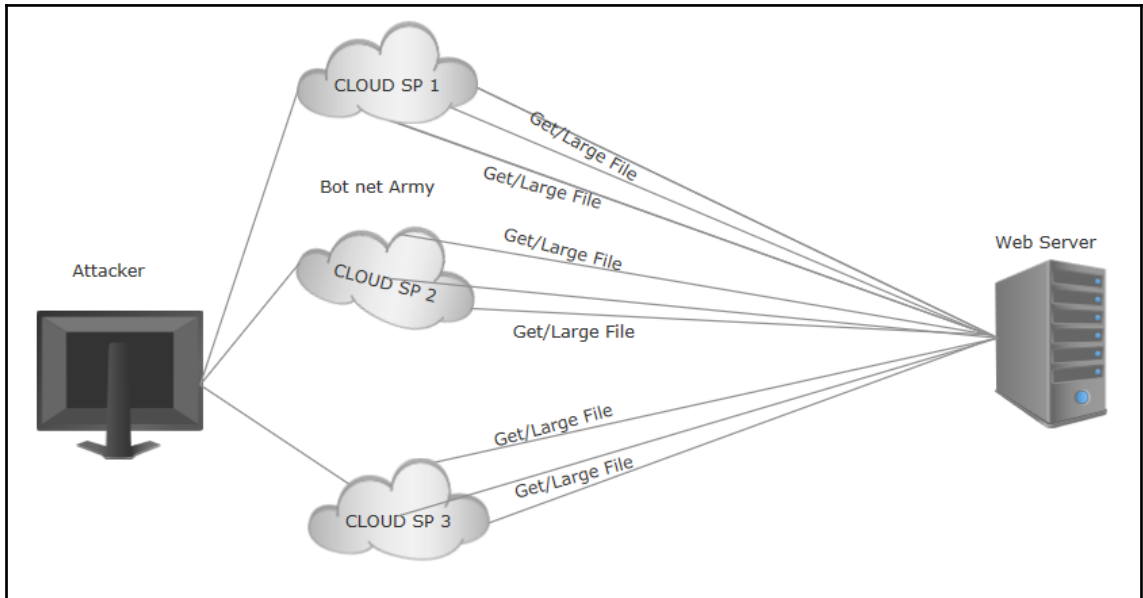 CLOUD SP 1
Get/Large File
Get/Large File
Bot net Army
Get/Large File
Web Server
Attacker
CLOUD SP 2
Get/Large File
Get/Large File
Get/Large File
CLOUD SP 3